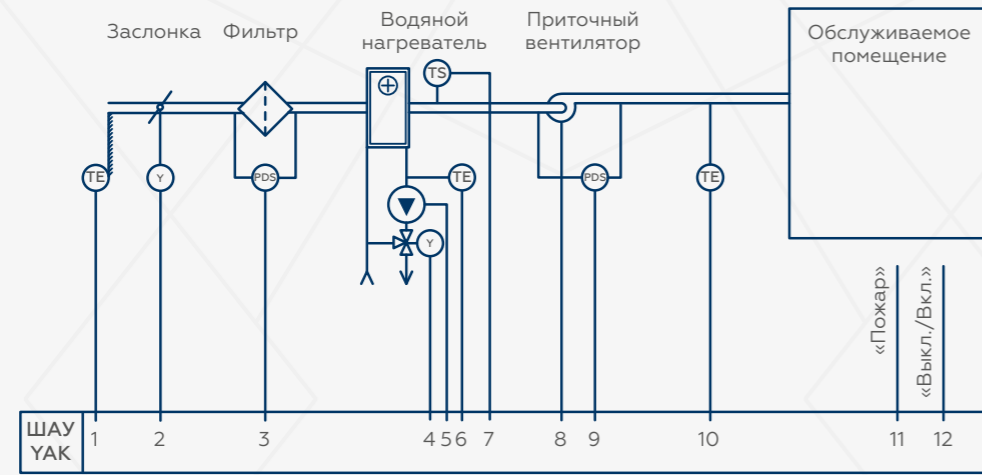 Заслонка
Фильтр
Водяной
нагреватель
Приточный
вентилятор
Обслуживаемое
помещение
TS
TE
Y
PDS
TE
PDS
TE
Y
«Пожар»
«Выкл./Вкл.»
ШАУ
YAK
1
2
3
4
5
6
7
8
9
10
11
12